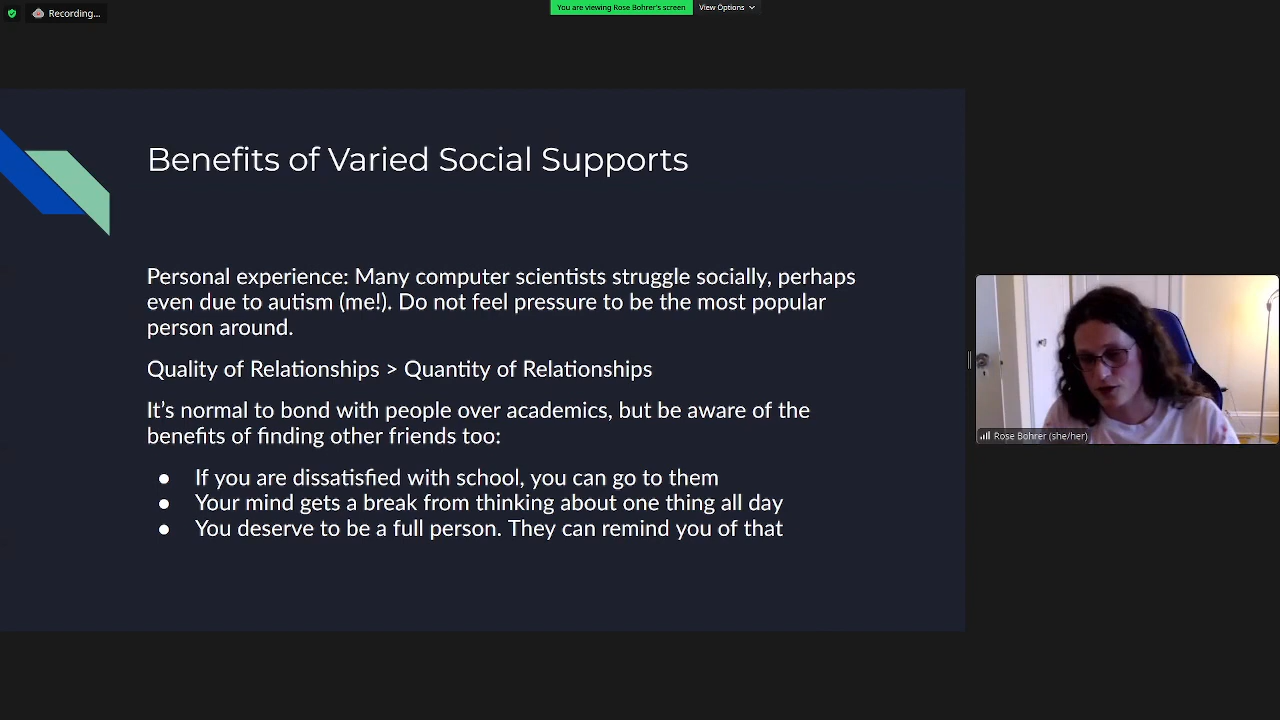 Recording...
You are viewing Rose Bohrer's screen
View Options
Benefits of Varied Social Supports
Personal experience: Many computer scientists struggle socially, perhaps
even due to autism (me!). Do not feel pressure to be the most popular
person around.
Quality of Relationships > Quantity of Relationships
It's normal to bond with people over academics, but be aware of the
benefits of finding other friends too:
● If you are dissatisfied with school, you can go to them
● Your mind gets a break from thinking about one thing all day
● You deserve to be a full person. They can remind you of that
Rose Bohrer (she/her)